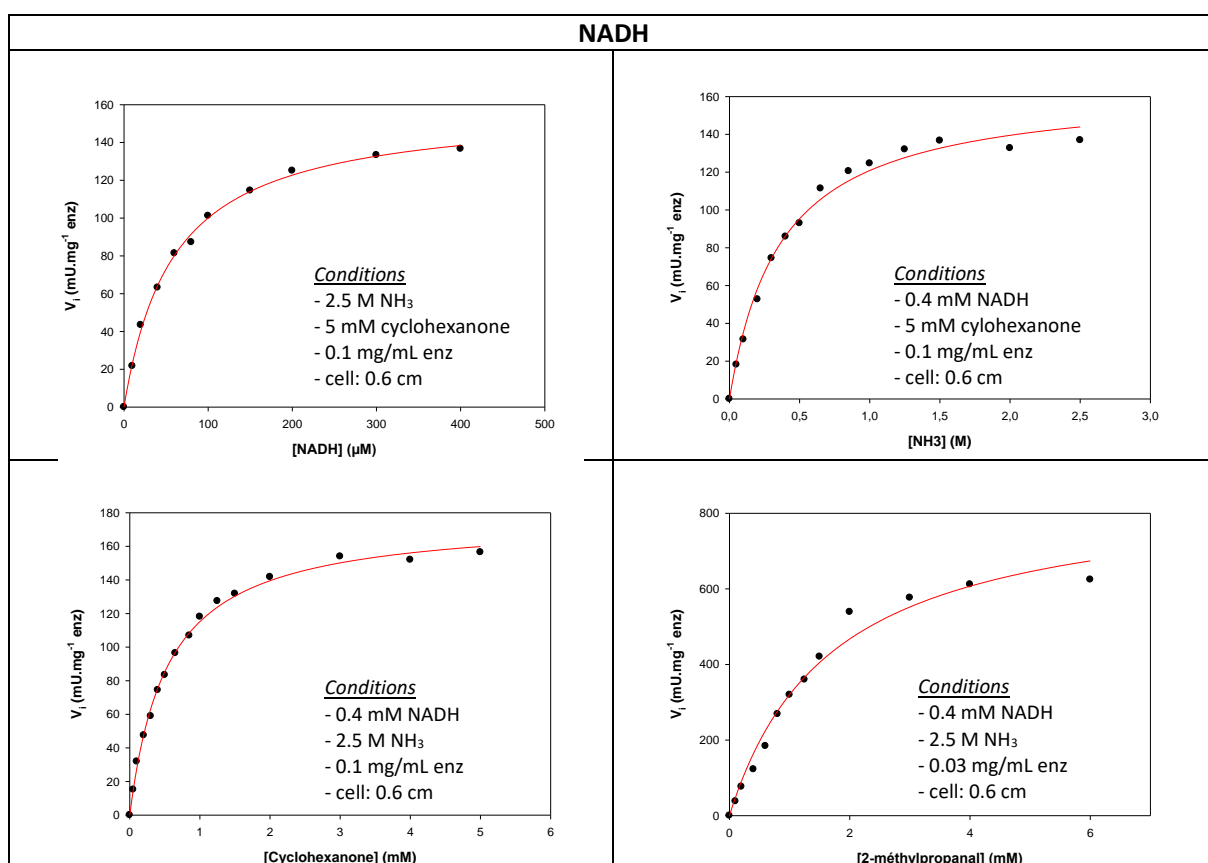 NADH
160
140
120
100
80
60
40
20
0
V_i (mU.mg⁻¹ enz)
Conditions
- 2.5 M NH₃
- 5 mM cyclohexanone
- 0.1 mg/mL enz
- cell: 0.6 cm
0 100 200 300 400 500
[NADH] (µM)
160
140
120
100
80
60
40
20
0
V_i (mU.mg⁻¹ enz)
Conditions
- 0.4 mM NADH
- 5 mM cylohexanone
- 0.1 mg/mL enz
- cell: 0.6 cm
0,0 0,5 1,0 1,5 2,0 2,5 3,0
[NH3] (M)
180
160
140
120
100
80
60
40
20
0
V_i (mU.mg⁻¹ enz)
Conditions
- 0.4 mM NADH
- 2.5 M NH₃
- 0.1 mg/mL enz
- cell: 0.6 cm
0 1 2 3 4 5 6
[Cyclohexanone] (mM)
800
600
400
200
0
V_i (mU.mg⁻¹ enz)
Conditions
- 0.4 mM NADH
- 2.5 M NH₃
- 0.03 mg/mL enz
- cell: 0.6 cm
0 2 4 6
[2-méthylpropanal] (mM)